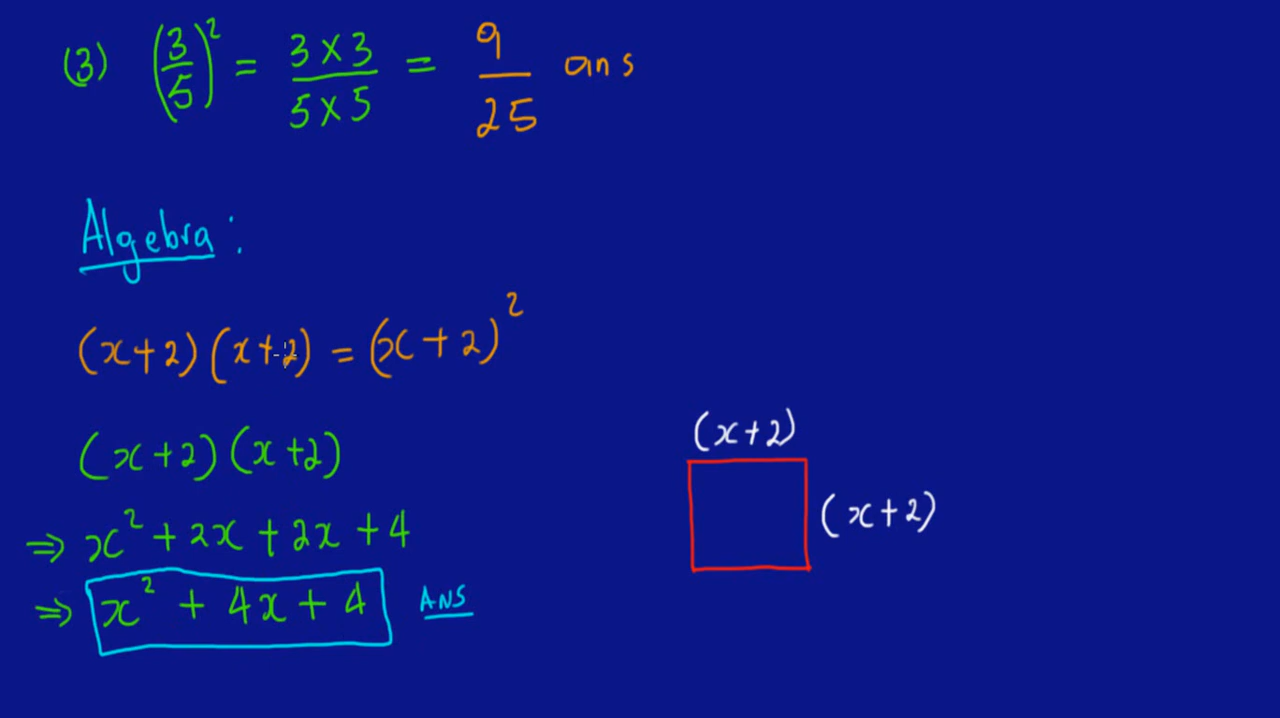 (3) (3/5)² = 3 × 3 / 5 × 5 = 9/25 ans
Algebra:
(x+2)(x+2) = (x+2)²
(x+2)(x+2)
⇒ x² + 2x + 2x + 4
⇒ x² + 4x + 4 ANS
(x+2)
(x+2)